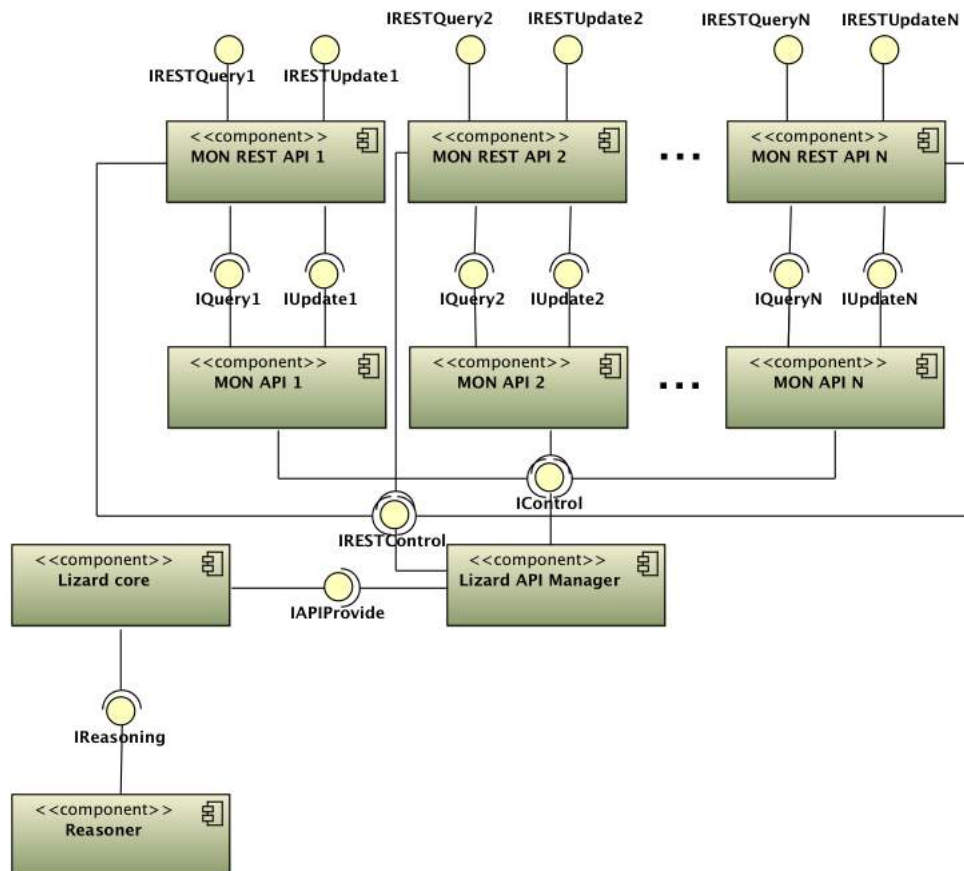 IRESTQuery2
IRESTUpdate2
IRESTQueryN
IRESTUpdateN
IRESTQuery1
IRESTUpdate1
<<component>>
MON REST API 1
<<component>>
MON REST API 2
...
<<component>>
MON REST API N
IQuery1
IUpdate1
IQuery2
IUpdate2
IQueryN
IUpdateN
<<component>>
MON API 1
<<component>>
MON API 2
...
<<component>>
MON API N
IControl
IRESTControl
<<component>>
Lizard core
<<component>>
Lizard API Manager
IAPIProvide
IReasoning
<<component>>
Reasoner